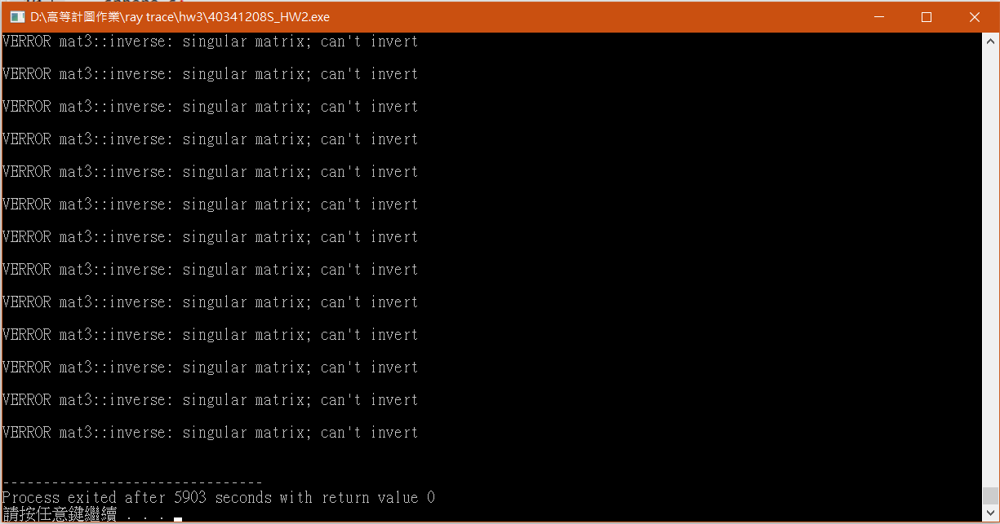 D:\高等計圖作業\ray trace\hw3\40341208S_HW2.exe
VERROR mat3::inverse: singular matrix; can't invert
VERROR mat3::inverse: singular matrix; can't invert
VERROR mat3::inverse: singular matrix; can't invert
VERROR mat3::inverse: singular matrix; can't invert
VERROR mat3::inverse: singular matrix; can't invert
VERROR mat3::inverse: singular matrix; can't invert
VERROR mat3::inverse: singular matrix; can't invert
VERROR mat3::inverse: singular matrix; can't invert
VERROR mat3::inverse: singular matrix; can't invert
VERROR mat3::inverse: singular matrix; can't invert
VERROR mat3::inverse: singular matrix; can't invert
VERROR mat3::inverse: singular matrix; can't invert
VERROR mat3::inverse: singular matrix; can't invert
--------------------------------
Process exited after 5903 seconds with return value 0
請按任意鍵繼續 . . .